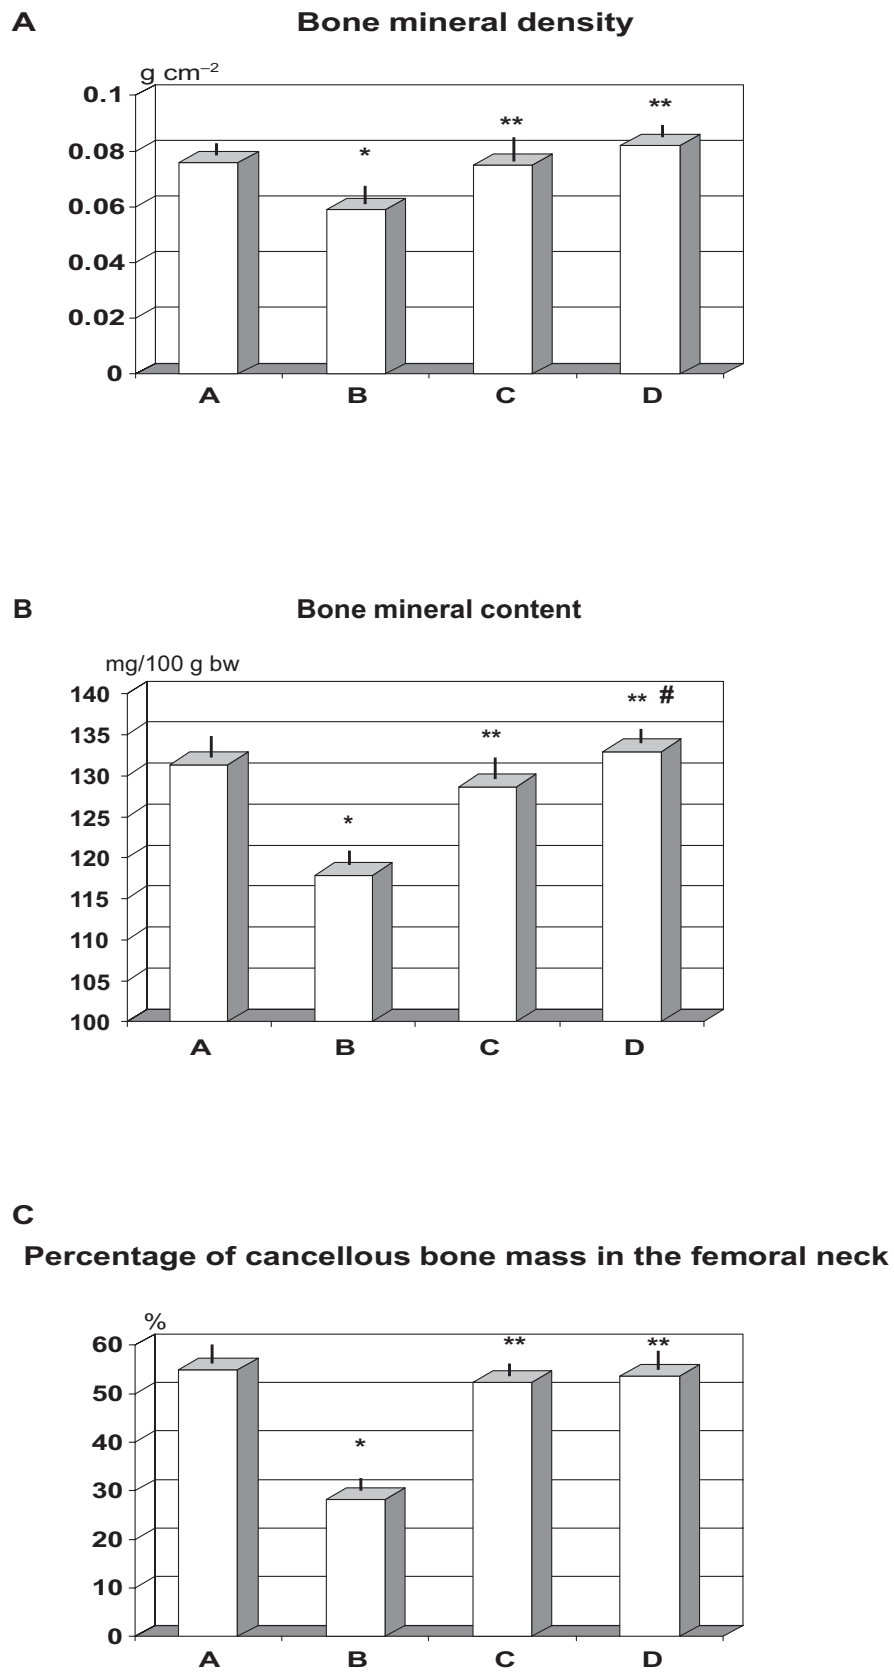 A
Bone mineral density
g cm⁻²
0.1
0.08
0.06
0.04
0.02
0
*
**
**
A B C D
B
Bone mineral content
mg/100 g bw
140
135
130
125
120
115
110
105
100
*
**
** #
A B C D
C
Percentage of cancellous bone mass in the femoral neck
%
60
50
40
30
20
10
0
*
**
**
A B C D